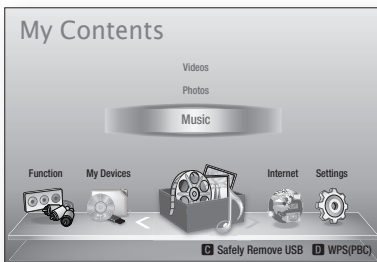 My Contents
Videos
Photos
Music
Function My Devices Internet Settings
C Safely Remove USB D WPS(PBC)